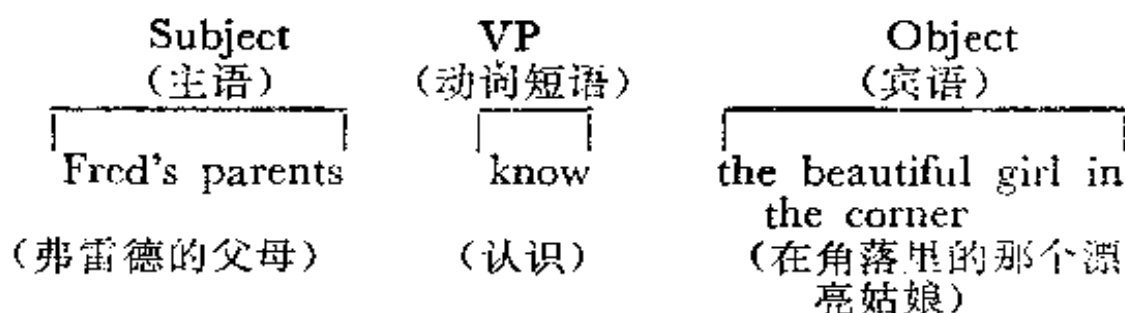 Subject VP Object
（主语） （动词短语） （宾语）
Fred's parents know the beautiful girl in
the corner
（弗雷德的父母） （认识） （在角落里的那个漂
亮姑娘）